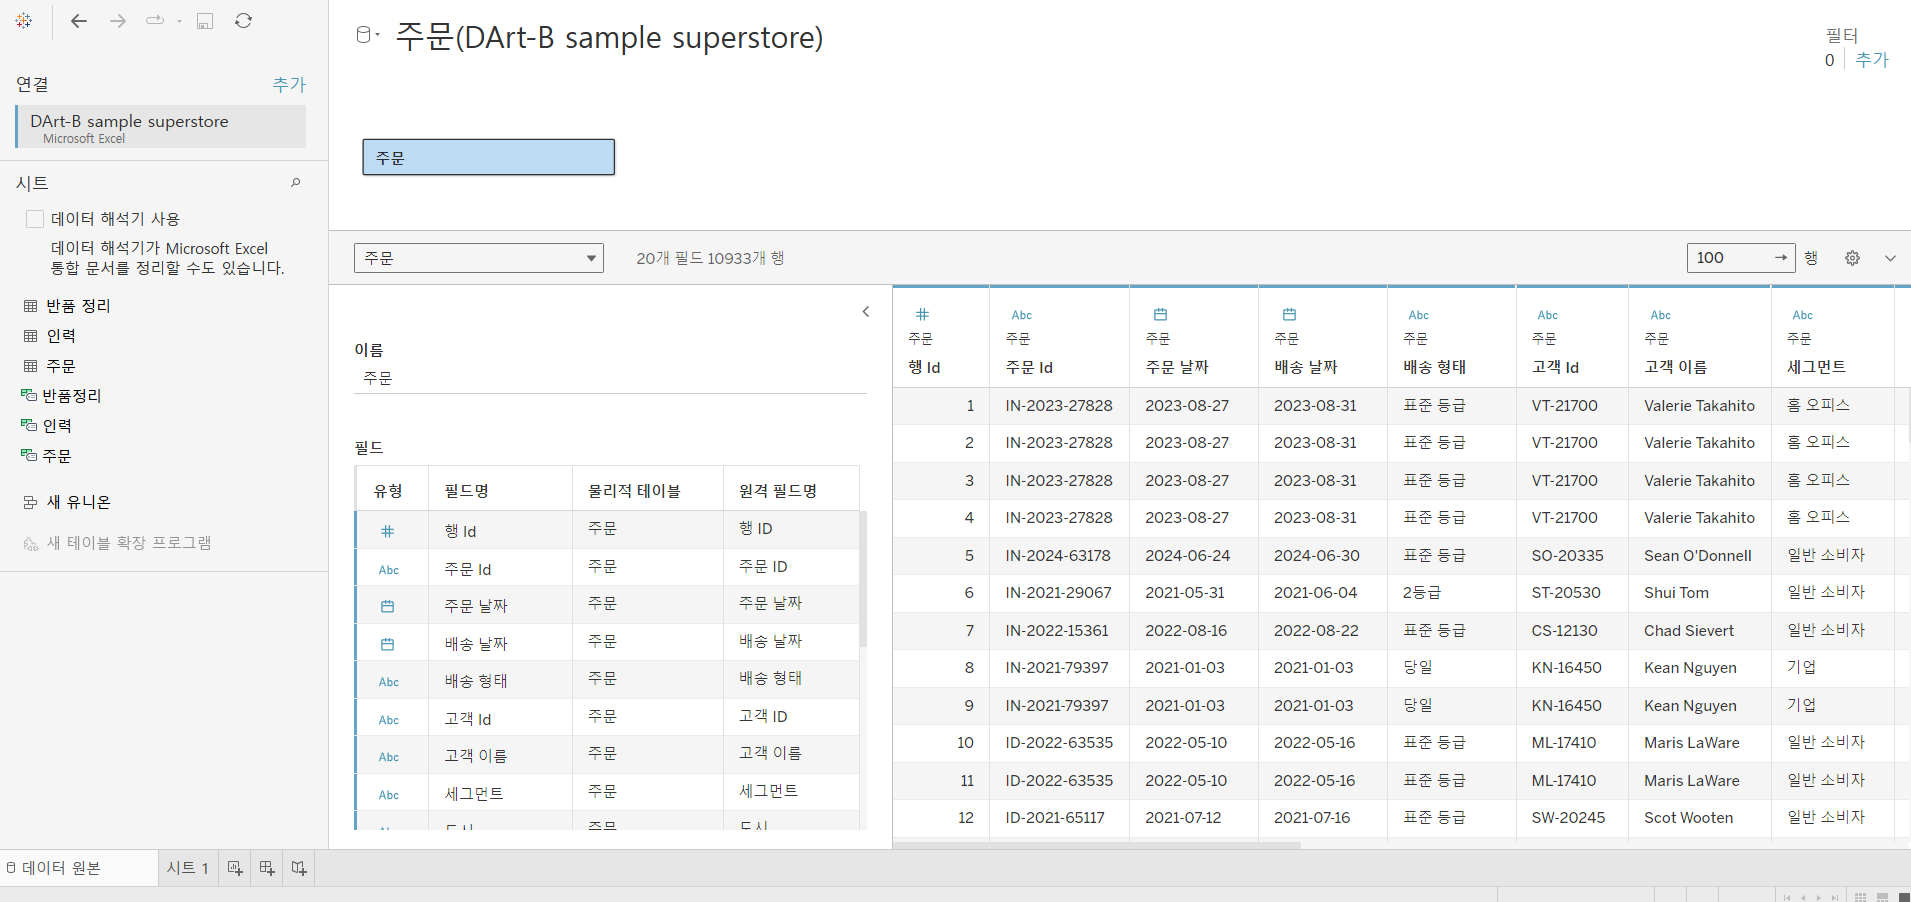 주문(DArt-B sample superstore)
필터
0 추가
연결 추가
DArt-B sample superstore
Microsoft Excel
주문
시트
데이터 해석기 사용
데이터 해석기가 Microsoft Excel
통합 문서를 정리할 수도 있습니다.
반품 정리
인력
주문
반품정리
인력
주문
새 유니온
새 테이블 확장 프로그램
주문 20개 필드 10933개 행 100 행
이름
주문
필드
유형 필드명 물리적 테이블 원격 필드명
행 Id 주문 행 ID
Abc 주문 Id 주문 주문 ID
주문 날짜 주문 주문 날짜
배송 날짜 주문 배송 날짜
Abc 배송 형태 주문 배송 형태
Abc 고객 Id 주문 고객 ID
Abc 고객 이름 주문 고객 이름
Abc 세그먼트 주문 세그먼트
Abc 도시 주문 도시
Abc Abc Abc Abc Abc
주문 주문 주문 주문 주문 주문 주문 주문
행 Id 주문 Id 주문 날짜 배송 날짜 배송 형태 고객 Id 고객 이름 세그먼트
1 IN-2023-27828 2023-08-27 2023-08-31 표준 등급 VT-21700 Valerie Takahito 홈 오피스
2 IN-2023-27828 2023-08-27 2023-08-31 표준 등급 VT-21700 Valerie Takahito 홈 오피스
3 IN-2023-27828 2023-08-27 2023-08-31 표준 등급 VT-21700 Valerie Takahito 홈 오피스
4 IN-2023-27828 2023-08-27 2023-08-31 표준 등급 VT-21700 Valerie Takahito 홈 오피스
5 IN-2024-63178 2024-06-24 2024-06-30 표준 등급 SO-20335 Sean O'Donnell 일반 소비자
6 IN-2021-29067 2021-05-31 2021-06-04 2등급 ST-20530 Shui Tom 일반 소비자
7 IN-2022-15361 2022-08-16 2022-08-22 표준 등급 CS-12130 Chad Sievert 일반 소비자
8 IN-2021-79397 2021-01-03 2021-01-03 당일 KN-16450 Kean Nguyen 기업
9 IN-2021-79397 2021-01-03 2021-01-03 당일 KN-16450 Kean Nguyen 기업
10 ID-2022-63535 2022-05-10 2022-05-16 표준 등급 ML-17410 Maris LaWare 일반 소비자
11 ID-2022-63535 2022-05-10 2022-05-16 표준 등급 ML-17410 Maris LaWare 일반 소비자
12 ID-2021-65117 2021-07-12 2021-07-16 표준 등급 SW-20245 Scot Wooten 일반 소비자
데이터 원본 시트 1